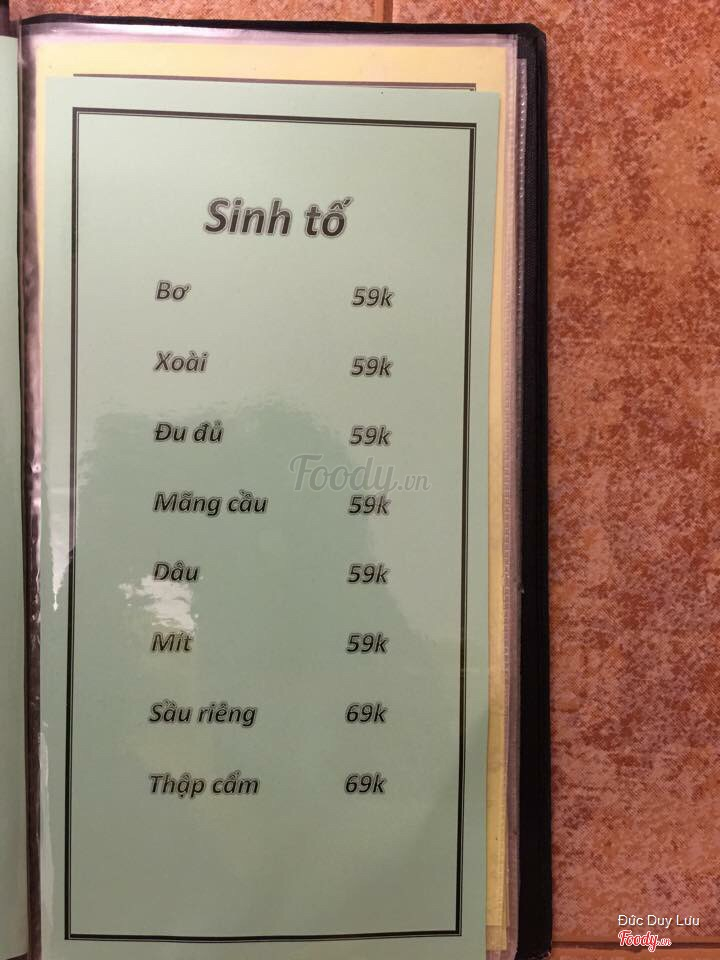 Sinh tố
Bơ 59k
Xoài 59k
Đu đủ 59k
Foody.vn
Mãng cầu 59k
Dâu 59k
Mít 59k
Sầu riêng 69k
Thập cẩm 69k
Đức Duy Lưu
Foody.vn